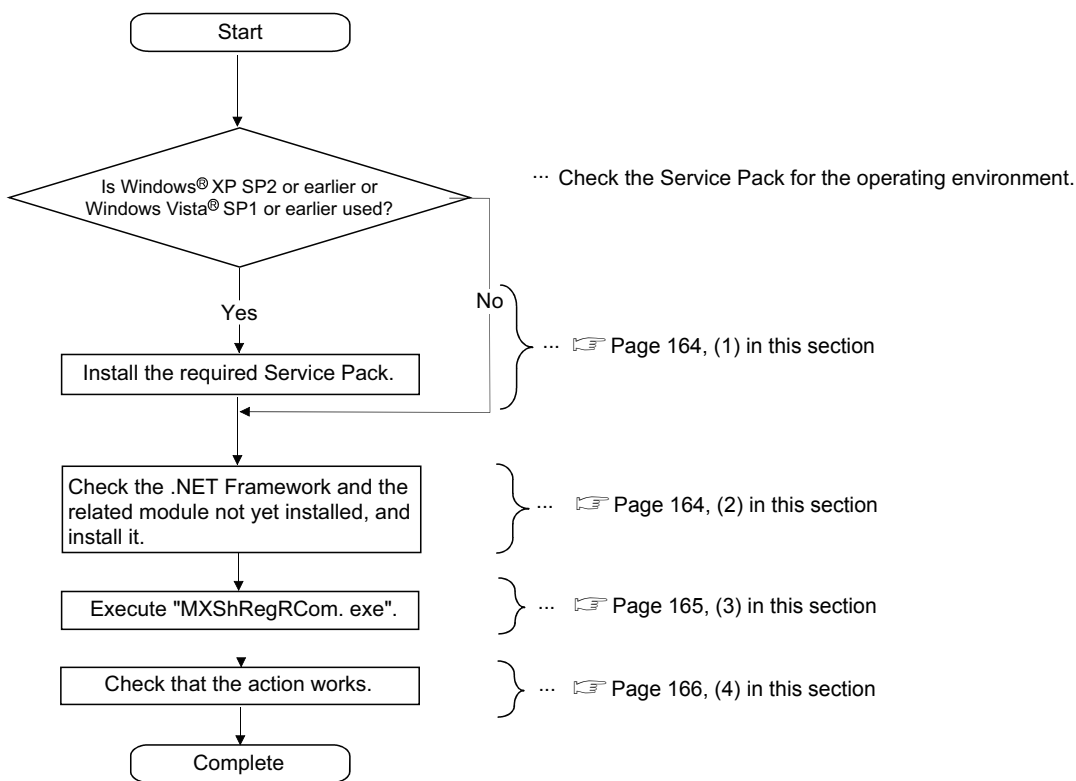 Start
Is Windows® XP SP2 or earlier or
Windows Vista® SP1 or earlier used?
... Check the Service Pack for the operating environment.
No
Yes
... ☞ Page 164, (1) in this section
Install the required Service Pack.
Check the .NET Framework and the
related module not yet installed, and
install it.
... ☞ Page 164, (2) in this section
Execute "MXShRegRCom. exe".
... ☞ Page 165, (3) in this section
Check that the action works.
... ☞ Page 166, (4) in this section
Complete